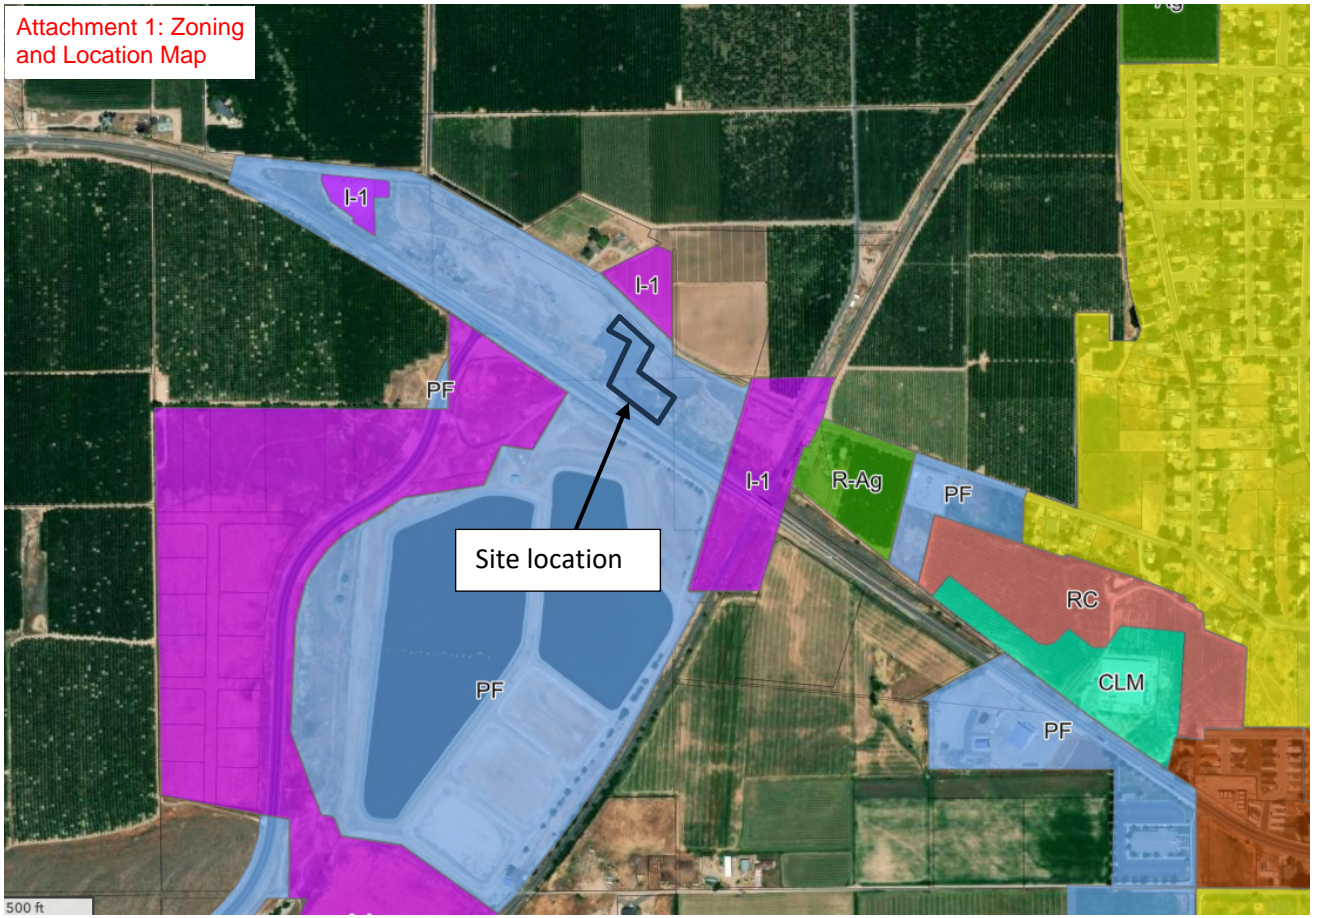 Attachment 1: Zoning
and Location Map
Ag
I-1
I-1
PF
I-1
R-Ag
PF
Site location
RC
CLM
PF
PF
500 ft